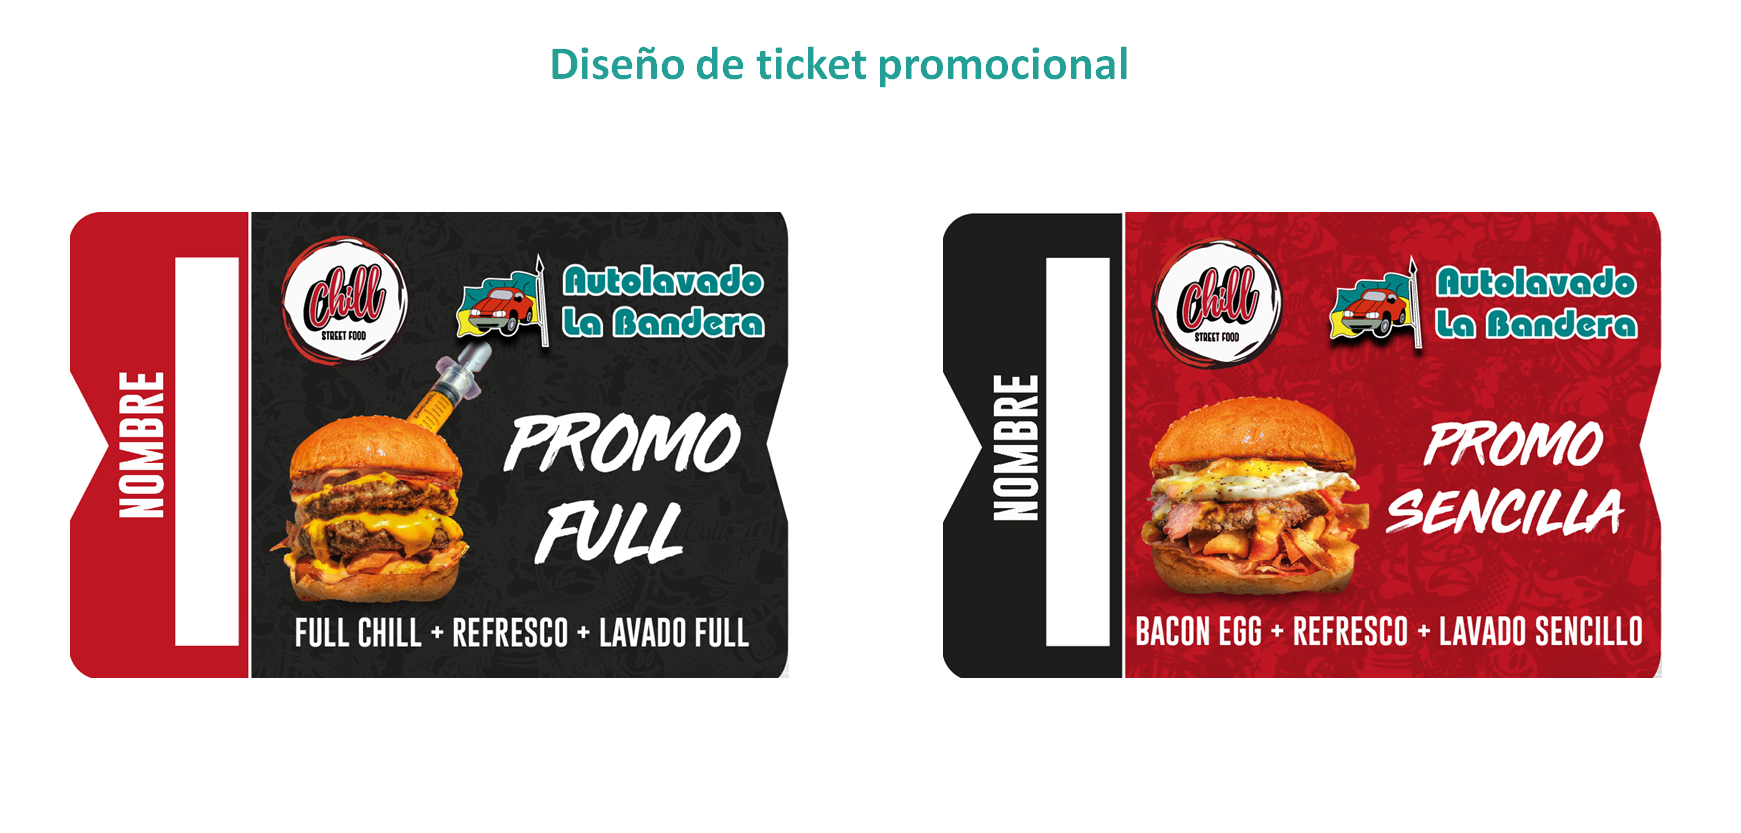 Diseño de ticket promocional
NOMBRE
Chill
STREET FOOD
Autolavado
La Bandera
PROMO
FULL
FULL CHILL + REFRESCO + LAVADO FULL
NOMBRE
Chill
STREET FOOD
Autolavado
La Bandera
PROMO
SENCILLA
BACON EGG + REFRESCO + LAVADO SENCILLO